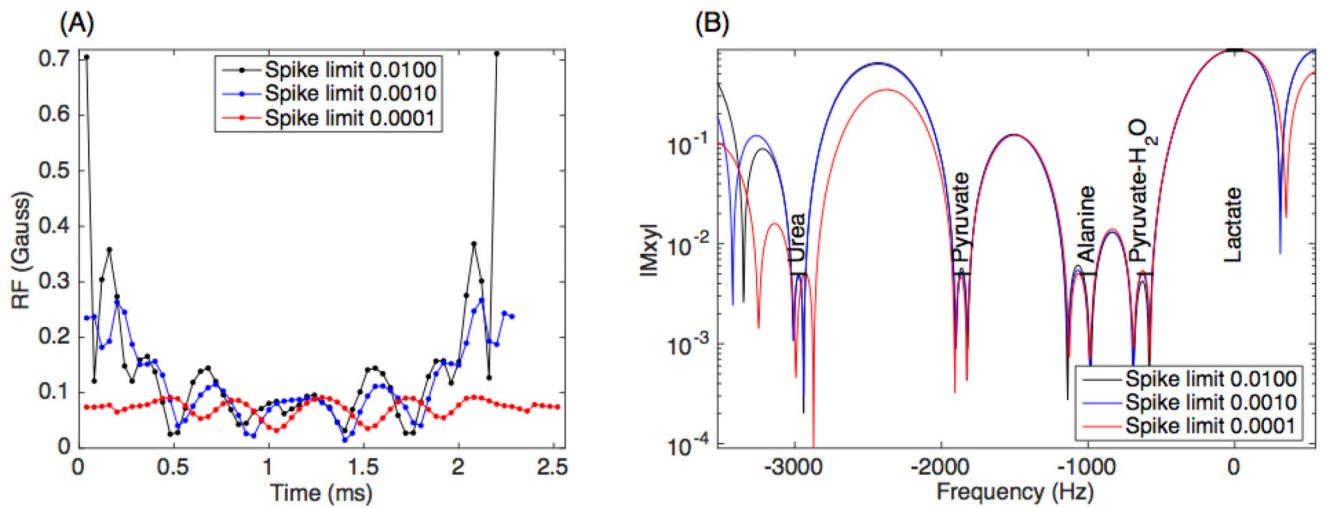 (A)
0.7
0.6
0.5
0.4
0.3
0.2
0.1
0
RF (Gauss)
Spike limit 0.0100
Spike limit 0.0010
Spike limit 0.0001
0
0.5
1
1.5
2
2.5
Time (ms)
(B)
10-1
10-2
10-3
10-4
|Mxy|
Urea
Pyruvate
Alanine
Pyruvate-H2O
Lactate
Spike limit 0.0100
Spike limit 0.0010
Spike limit 0.0001
-3000
-2000
-1000
0
Frequency (Hz)